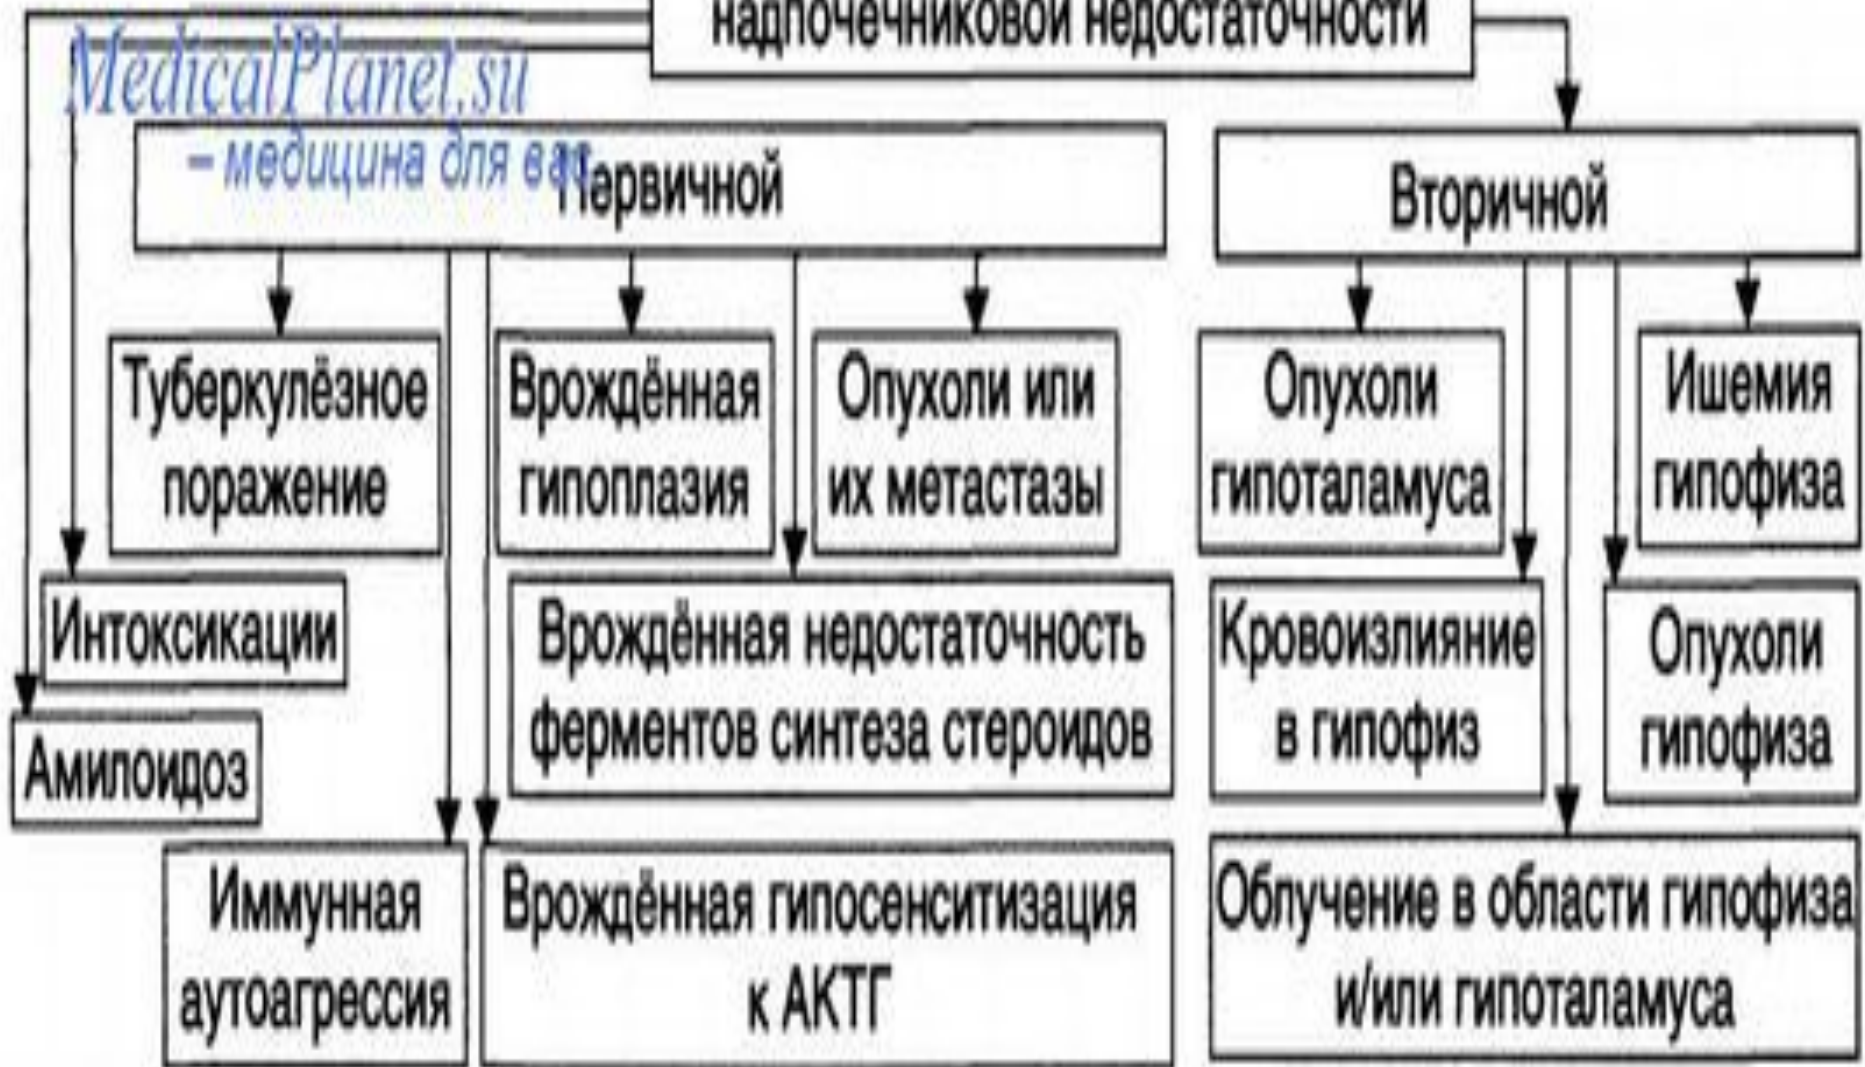 надпочечниковой недостаточности
MedicalPlanet.su
– медицина для вас
Первичной
Вторичной
Туберкулёзное
поражение
Врождённая
гипоплазия
Опухоли или
их метастазы
Опухоли
гипоталамуса
Ишемия
гипофиза
Интоксикации
Врождённая недостаточность
ферментов синтеза стероидов
Кровоизлияние
в гипофиз
Опухоли
гипофиза
Амилоидоз
Иммунная
аутоагрессия
Врождённая гипосенситизация
к АКТГ
Облучение в области гипофиза
и/или гипоталамуса